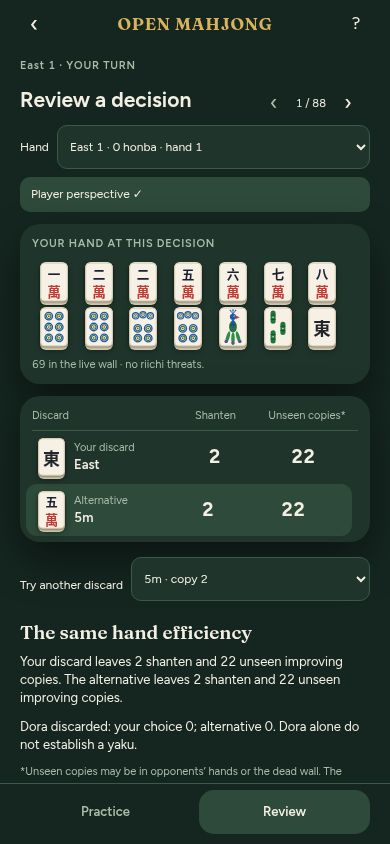 ‹ OPEN MAHJONG ?
East 1 · YOUR TURN
Review a decision ‹ 1 / 88 ›
Hand East 1 · 0 honba · hand 1
Player perspective ✓
YOUR HAND AT THIS DECISION
一萬 二萬 二萬 五萬 六萬 七萬 八萬
東
69 in the live wall · no riichi threats.
Discard Shanten Unseen copies*
東 Your discard East 2 22
五萬 Alternative 5m 2 22
Try another discard 5m · copy 2
The same hand efficiency
Your discard leaves 2 shanten and 22 unseen improving
copies. The alternative leaves 2 shanten and 22 unseen
improving copies.
Dora discarded: your choice 0; alternative 0. Dora alone do
not establish a yaku.
*Unseen copies may be in opponents’ hands or the dead wall. The
Practice Review